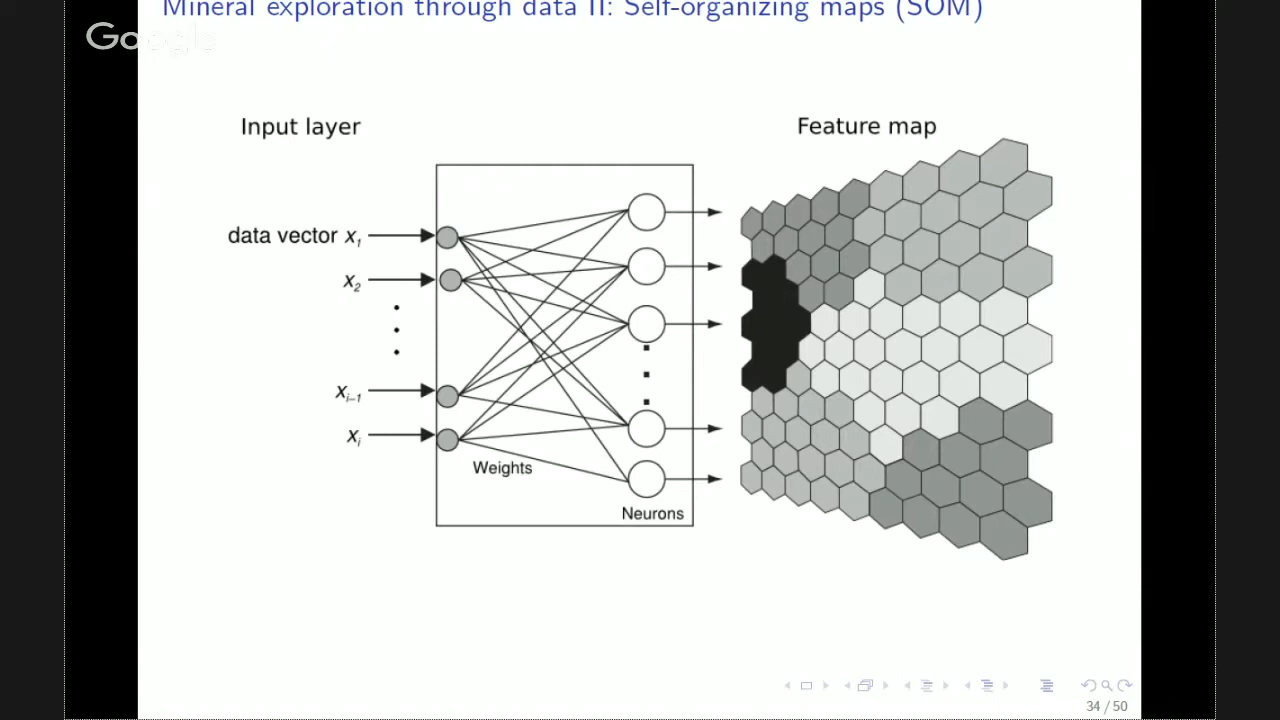 Mineral exploration through data II: Self-organizing maps (SOM)
Google
Input layer
Feature map
data vector x₁
x₂
xᵢ₋₁
xᵢ
Weights
Neurons
34 / 50